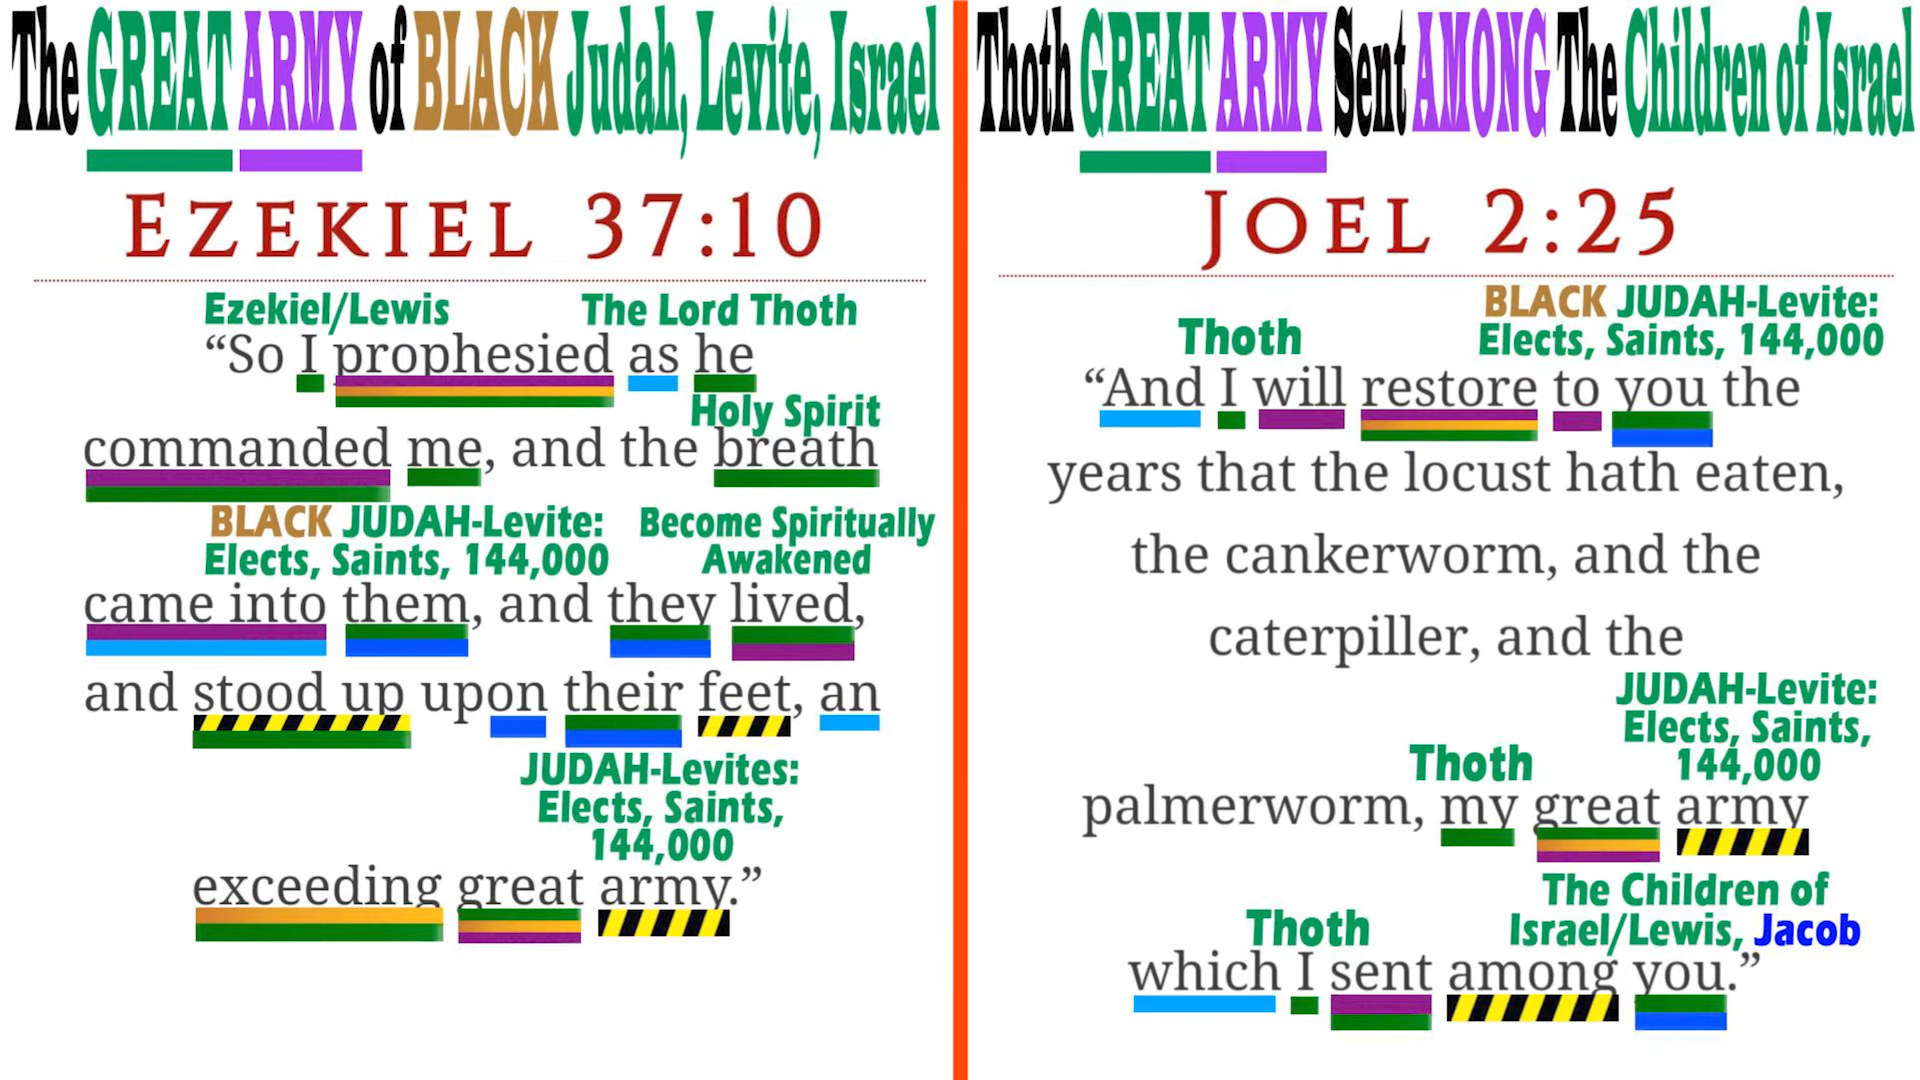 The GREAT ARMY of BLACK Judah, Levite, Israel
EZEKIEL 37:10
Ezekiel/Lewis The Lord Thoth
“So I prophesied as he
Holy Spirit
commanded me, and the breath
BLACK JUDAH-Levite: Become Spiritually
Elects, Saints, 144,000 Awakened
came into them, and they lived,
and stood up upon their feet, an
JUDAH-Levites:
Elects, Saints,
144,000
exceeding great army.”
Thoth GREAT ARMY Sent AMONG The Children of Israel
JOEL 2:25
BLACK JUDAH-Levite:
Thoth Elects, Saints, 144,000
“And I will restore to you the
years that the locust hath eaten,
the cankerworm, and the
caterpiller, and the
JUDAH-Levite:
Elects, Saints,
Thoth 144,000
palmerworm, my great army
The Children of
Thoth Israel/Lewis, Jacob
which I sent among you.”